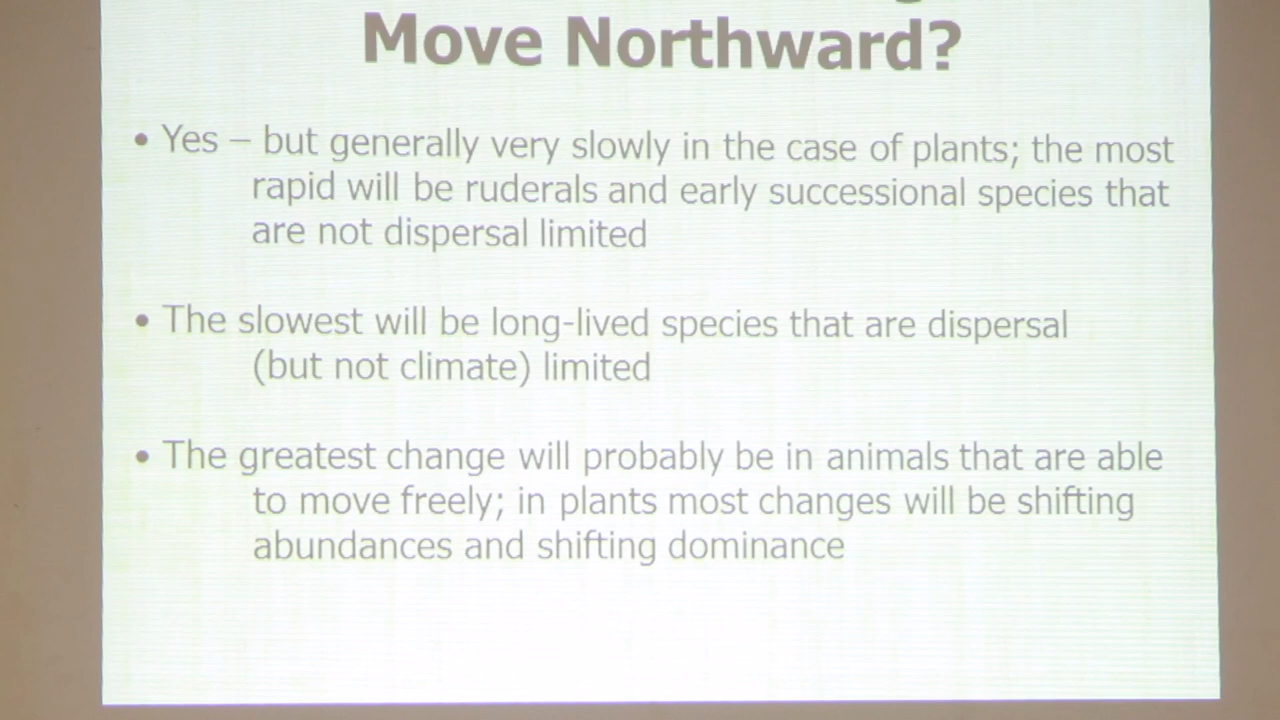 Move Northward?
• Yes – but generally very slowly in the case of plants; the most
rapid will be ruderals and early successional species that
are not dispersal limited
• The slowest will be long-lived species that are dispersal
(but not climate) limited
• The greatest change will probably be in animals that are able
to move freely; in plants most changes will be shifting
abundances and shifting dominance